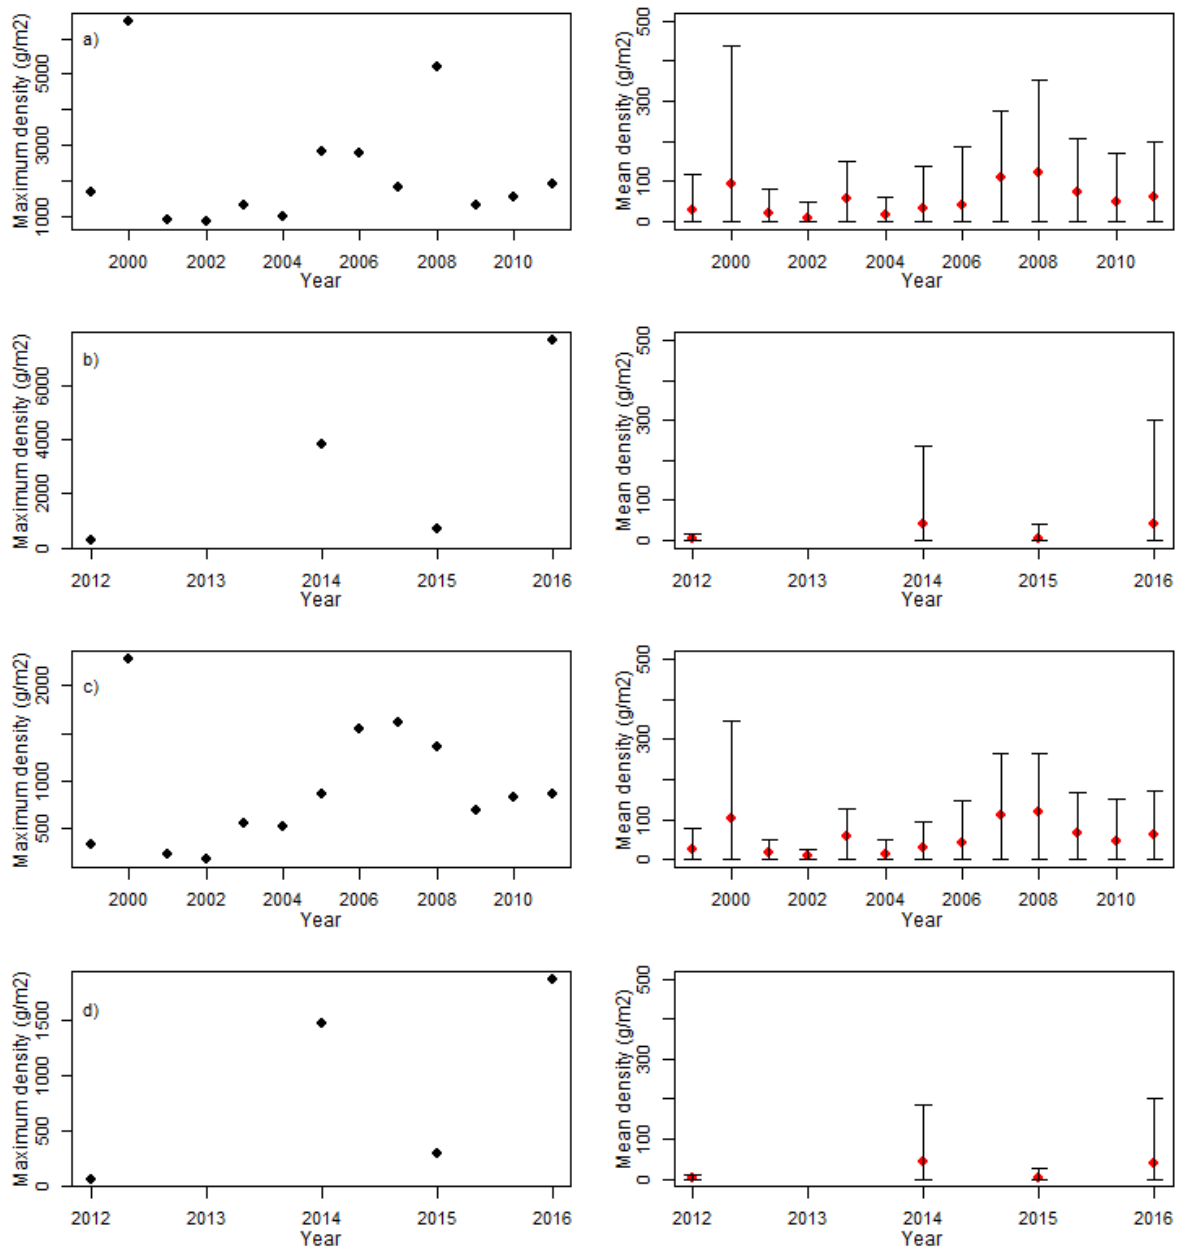 a)
Maximum density (g/m2)
1000 3000 5000
2000 2002 2004 2006 2008 2010
Year
Mean density (g/m2)
0 100 300 500
2000 2002 2004 2006 2008 2010
Year
b)
Maximum density (g/m2)
0 2000 4000 6000
2012 2013 2014 2015 2016
Year
Mean density (g/m2)
0 100 300 500
2012 2013 2014 2015 2016
Year
c)
Maximum density (g/m2)
500 1000 2000
2000 2002 2004 2006 2008 2010
Year
Mean density (g/m2)
0 100 300 500
2000 2002 2004 2006 2008 2010
Year
d)
Maximum density (g/m2)
0 500 1000 1500
2012 2013 2014 2015 2016
Year
Mean density (g/m2)
0 100 300 500
2012 2013 2014 2015 2016
Year